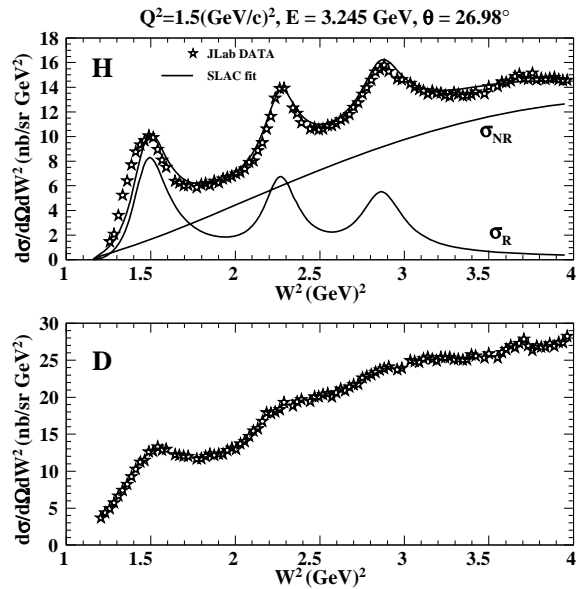 Q²=1.5(GeV/c)², E = 3.245 GeV, θ = 26.98°
dσ/dΩdW² (nb/sr GeV²)
18
16
14
12
10
8
6
4
2
0
H
JLab DATA
SLAC fit
σNR
σR
1 1.5 2 2.5 3 3.5 4
W² (GeV)²
dσ/dΩdW² (nb/sr GeV²)
30
25
20
15
10
5
0
D
1 1.5 2 2.5 3 3.5 4
W² (GeV)²